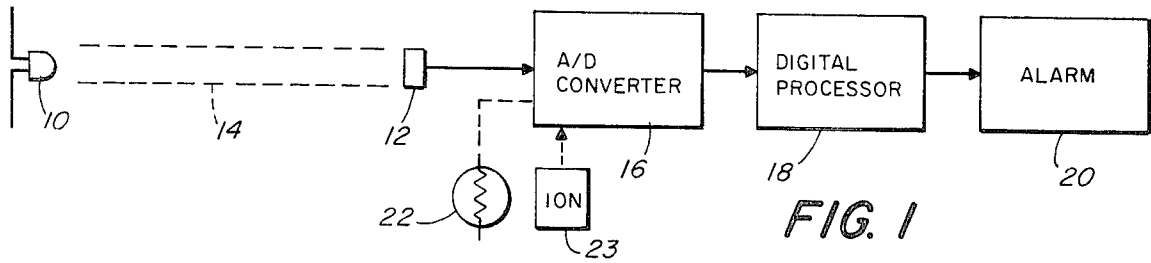 A/D
CONVERTER
DIGITAL
PROCESSOR
ALARM
10
14
12
16
18
20
22
ION
23
FIG. 1